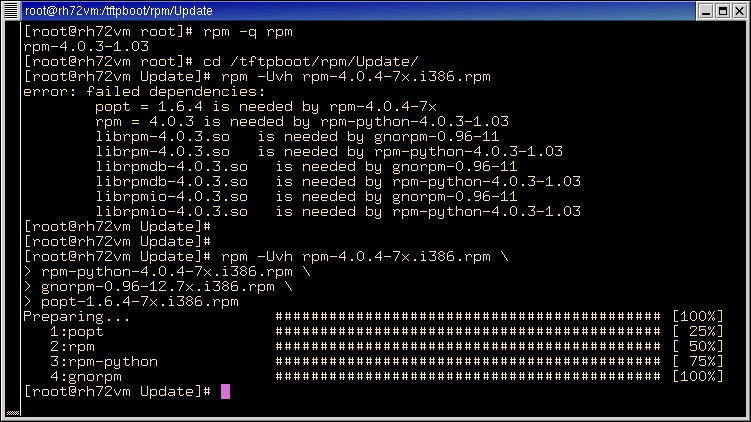 root@rh72vm:/tftpboot/rpm/Update
[root@rh72vm root]# rpm -q rpm
rpm-4.0.3-1.03
[root@rh72vm root]# cd /tftpboot/rpm/Update/
[root@rh72vm Update]# rpm -Uvh rpm-4.0.4-7x.i386.rpm
error: failed dependencies:
        popt = 1.6.4 is needed by rpm-4.0.4-7x
        rpm = 4.0.3 is needed by rpm-python-4.0.3-1.03
        librpm-4.0.3.so   is needed by gnorpm-0.96-11
        librpm-4.0.3.so   is needed by rpm-python-4.0.3-1.03
        librpmdb-4.0.3.so   is needed by gnorpm-0.96-11
        librpmdb-4.0.3.so   is needed by rpm-python-4.0.3-1.03
        librpmio-4.0.3.so   is needed by gnorpm-0.96-11
        librpmio-4.0.3.so   is needed by rpm-python-4.0.3-1.03
[root@rh72vm Update]#
[root@rh72vm Update]#
[root@rh72vm Update]# rpm -Uvh rpm-4.0.4-7x.i386.rpm \
> rpm-python-4.0.4-7x.i386.rpm \
> gnorpm-0.96-12.7x.i386.rpm \
> popt-1.6.4-7x.i386.rpm
Preparing...                ########################################### [100%]
   1:popt                   ########################################### [ 25%]
   2:rpm                    ########################################### [ 50%]
   3:rpm-python             ########################################### [ 75%]
   4:gnorpm                 ########################################### [100%]
[root@rh72vm Update]#